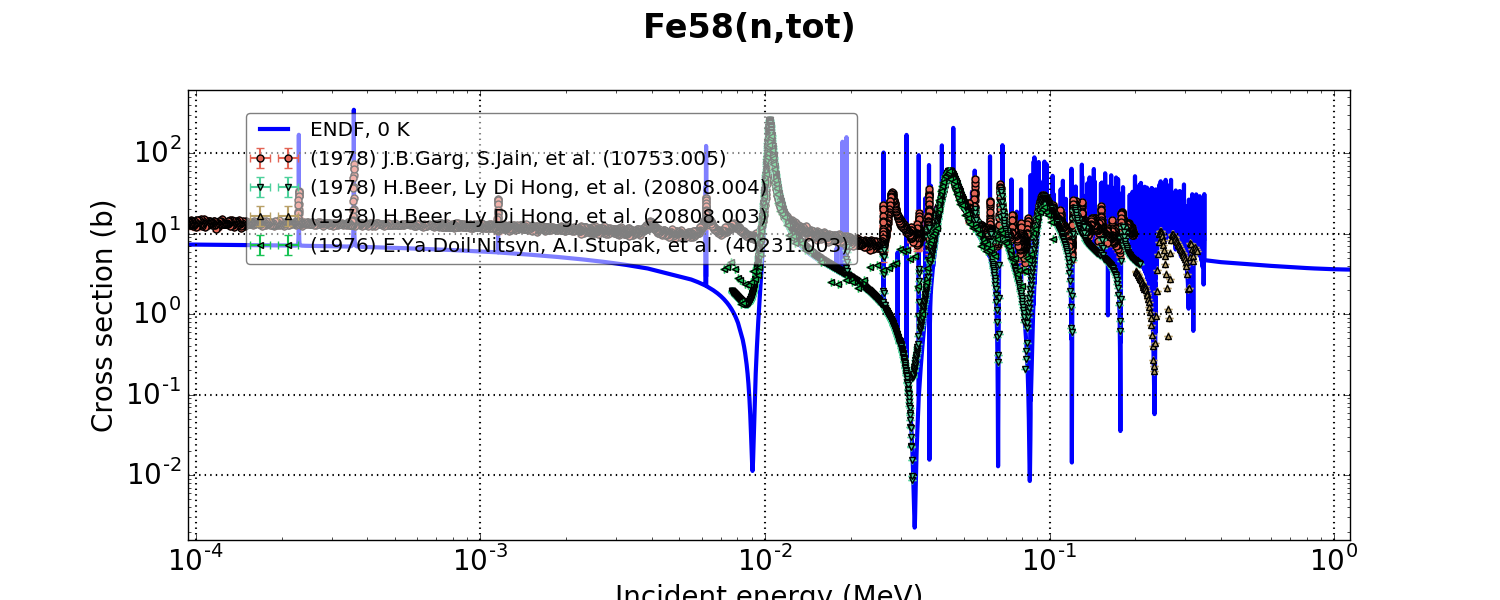 Fe58(n,tot)
ENDF, 0 K
(1978) J.B.Garg, S.Jain, et al. (10753.005)
(1978) H.Beer, Ly Di Hong, et al. (20808.004)
(1978) H.Beer, Ly Di Hong, et al. (20808.003)
(1976) E.Ya.Doil'Nitsyn, A.I.Stupak, et al. (40231.003)
Cross section (b)
10^2
10^1
10^0
10^-1
10^-2
10^-4 10^-3 10^-2 10^-1 10^0
Incident energy (MeV)